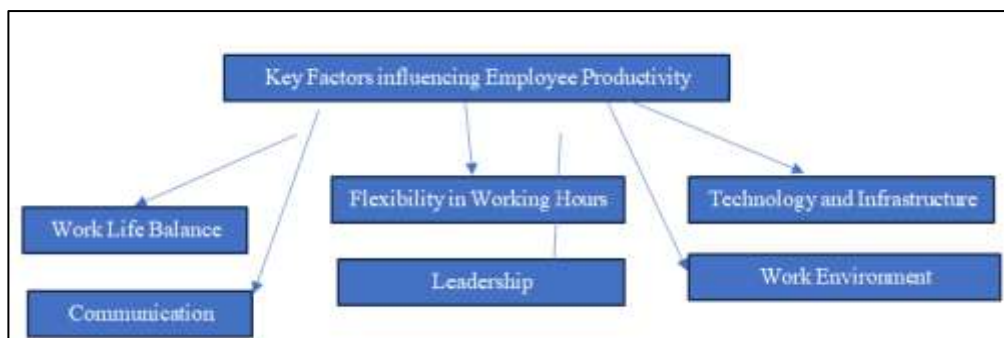 Key Factors influencing Employee Productivity
Flexibility in Working Hours
Technology and Infrastructure
Work Life Balance
Leadership
Work Environment
Communication